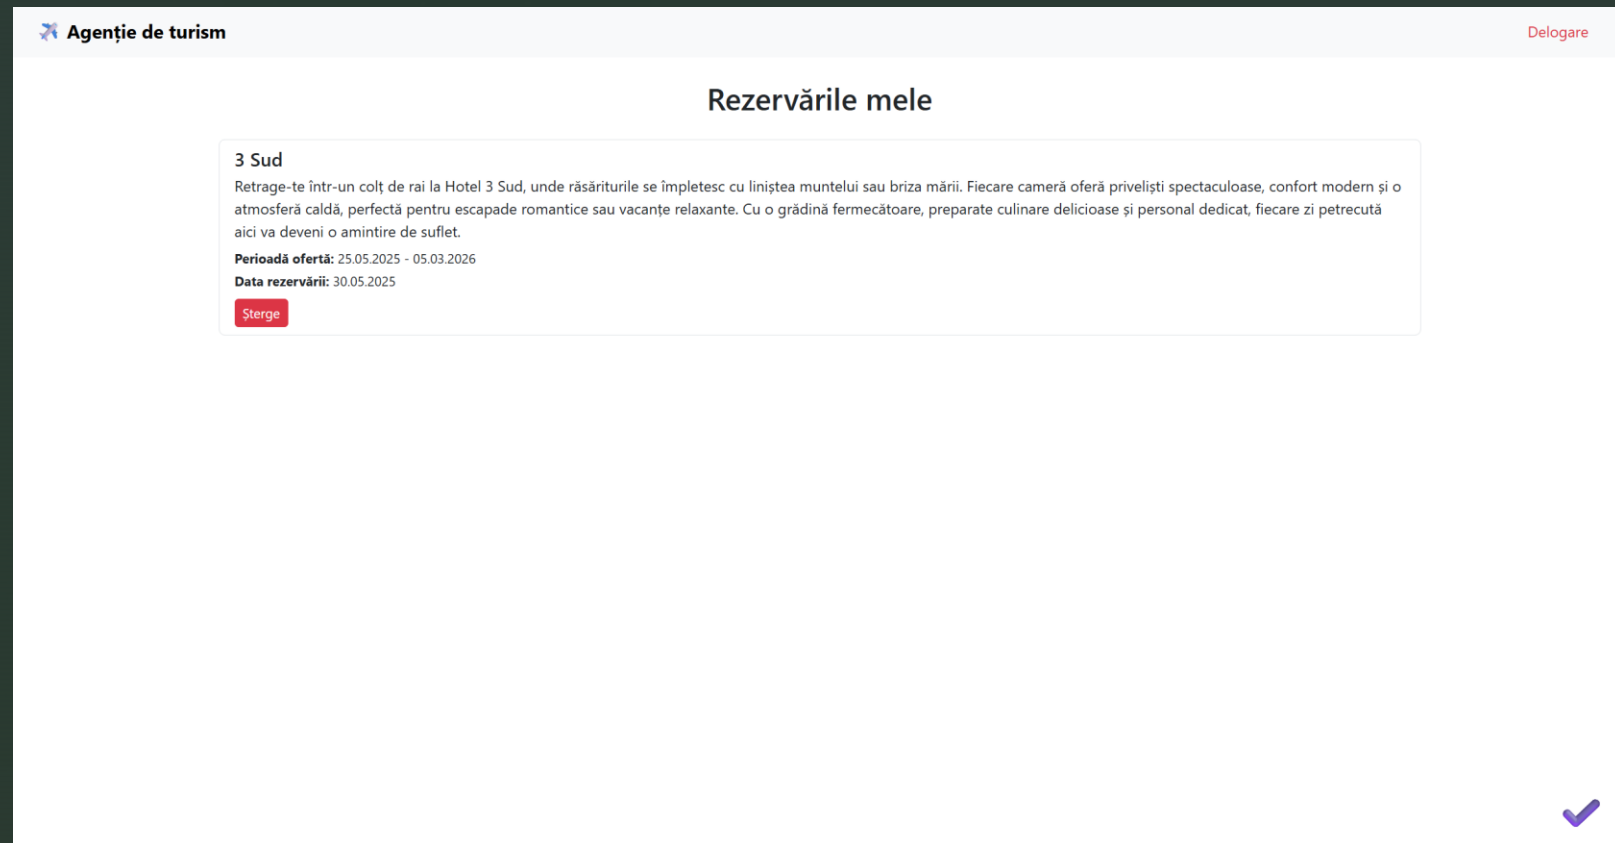 Agenție de turism
Delogare
Rezervările mele
3 Sud
Retrage-te într-un colț de rai la Hotel 3 Sud, unde răsăriturile se împletesc cu liniștea muntelui sau briza mării. Fiecare cameră oferă priveliști spectaculoase, confort modern și o
atmosferă caldă, perfectă pentru escapade romantice sau vacanțe relaxante. Cu o grădină fermecătoare, preparate culinare delicioase și personal dedicat, fiecare zi petrecută
aici va deveni o amintire de suflet.
Perioadă ofertă: 25.05.2025 - 05.03.2026
Data rezervării: 30.05.2025
Șterge